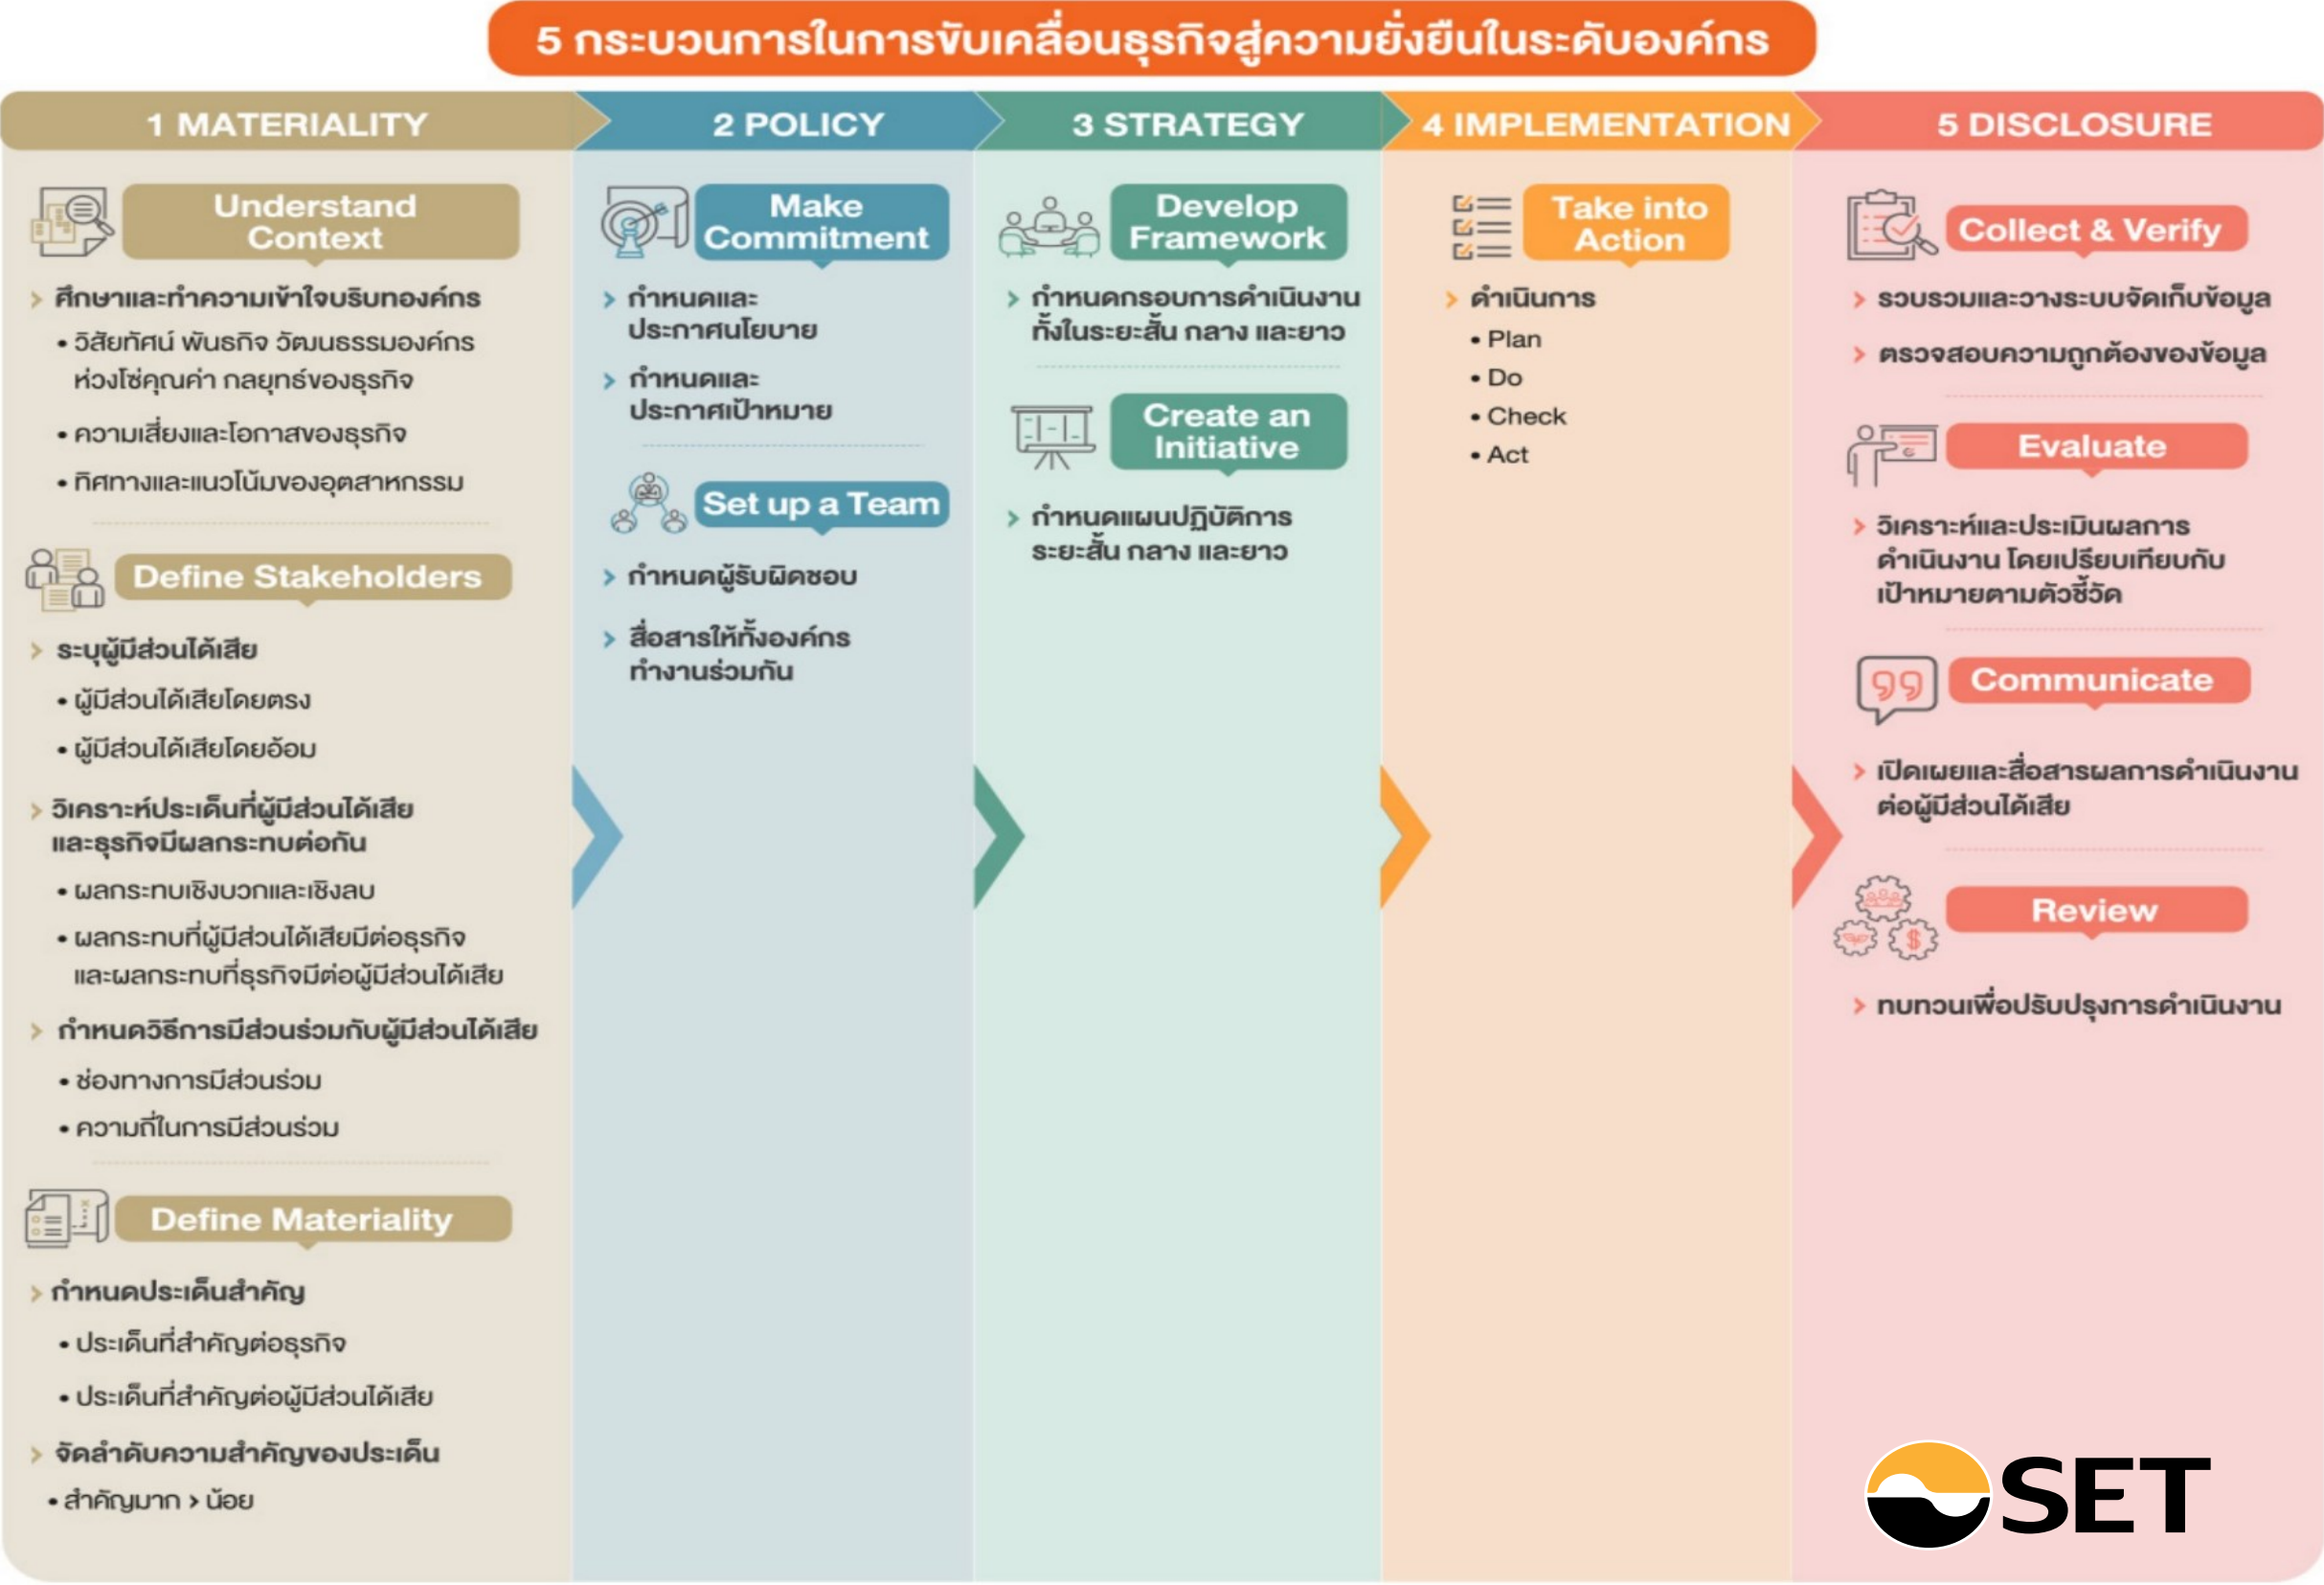 5 กระบวนการในการขับเคลื่อนธุรกิจสู่ความยั่งยืนในระดับองค์กร
1 MATERIALITY
Understand
Context
ศึกษาและทำความเข้าใจบริบทองค์กร
• วิสัยทัศน์ พันธกิจ วัฒนธรรมองค์กร
ห่วงโซ่คุณค่า กลยุทธ์ของธุรกิจ
• ความเสี่ยงและโอกาสของธุรกิจ
• ทิศทางและแนวโน้มของอุตสาหกรรม
Define Stakeholders
ระบุผู้มีส่วนได้เสีย
• ผู้มีส่วนได้เสียโดยตรง
• ผู้มีส่วนได้เสียโดยอ้อม
วิเคราะห์ประเด็นที่ผู้มีส่วนได้เสีย
และธุรกิจมีผลกระทบต่อกัน
• ผลกระทบเชิงบวกและเชิงลบ
• ผลกระทบที่ผู้มีส่วนได้เสียมีต่อธุรกิจ
และผลกระทบที่ธุรกิจมีต่อผู้มีส่วนได้เสีย
กำหนดวิธีการมีส่วนร่วมกับผู้มีส่วนได้เสีย
• ช่องทางการมีส่วนร่วม
• ความถี่ในการมีส่วนร่วม
Define Materiality
กำหนดประเด็นสำคัญ
• ประเด็นที่สำคัญต่อธุรกิจ
• ประเด็นที่สำคัญต่อผู้มีส่วนได้เสีย
จัดลำดับความสำคัญของประเด็น
• สำคัญมาก > น้อย
2 POLICY
Make
Commitment
กำหนดและ
ประกาศนโยบาย
กำหนดและ
ประกาศเป้าหมาย
Set up a Team
กำหนดผู้รับผิดชอบ
สื่อสารให้ทั้งองค์กร
ทำงานร่วมกัน
3 STRATEGY
Develop
Framework
กำหนดกรอบการดำเนินงาน
ทั้งในระยะสั้น กลาง และยาว
Create an
Initiative
กำหนดแผนปฏิบัติการ
ระยะสั้น กลาง และยาว
4 IMPLEMENTATION
Take into
Action
ดำเนินการ
• Plan
• Do
• Check
• Act
5 DISCLOSURE
Collect & Verify
รวบรวมและวางระบบจัดเก็บข้อมูล
ตรวจสอบความถูกต้องของข้อมูล
Evaluate
วิเคราะห์และประเมินผลการ
ดำเนินงาน โดยเปรียบเทียบกับ
เป้าหมายตามตัวชี้วัด
Communicate
เปิดเผยและสื่อสารผลการดำเนินงาน
ต่อผู้มีส่วนได้เสีย
Review
ทบทวนเพื่อปรับปรุงการดำเนินงาน
SET